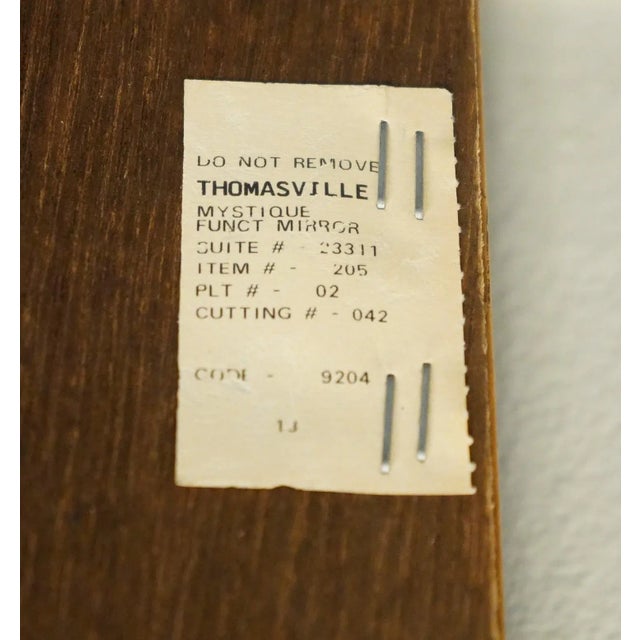 DO NOT REMOVE
THOMASVILLE
MYSTIQUE
FUNCT MIRROR
SUITE # - 23311
ITEM # - 205
PLT # - 02
CUTTING # - 042
CODE - 9204
1J